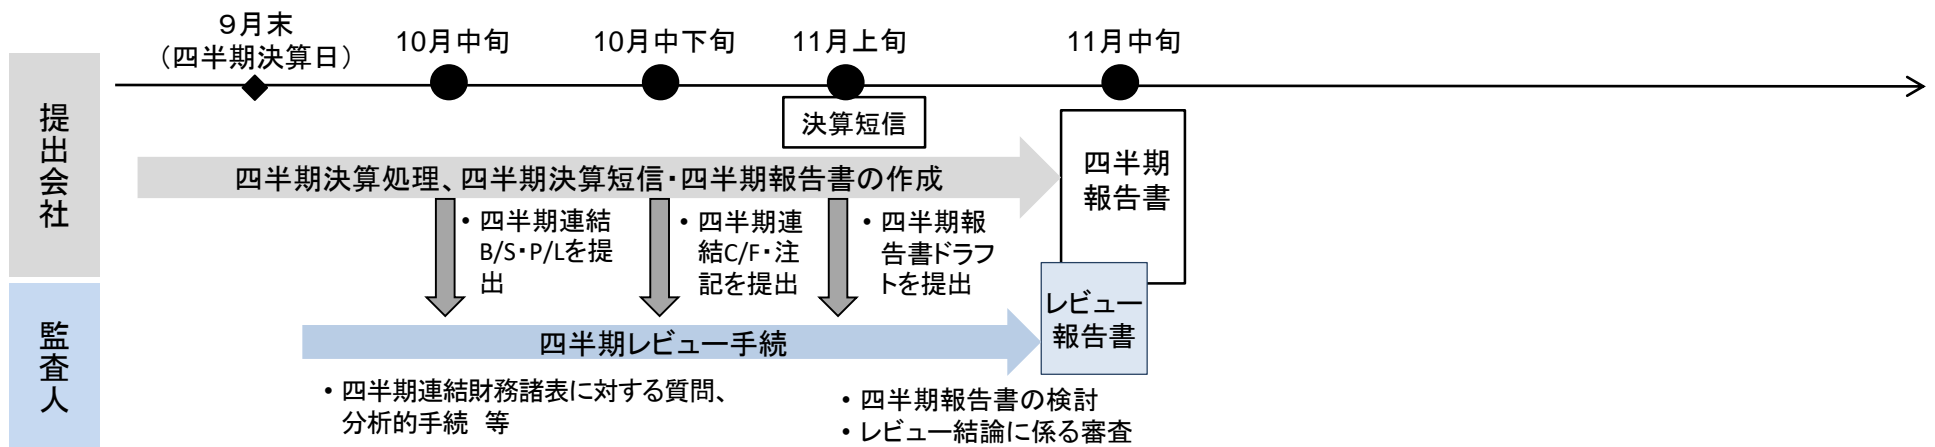 ９月末
（四半期決算日）
10月中旬
10月中下旬
11月上旬
11月中旬
提出会社
決算短信
四半期決算処理、四半期決算短信・四半期報告書の作成
四半期
報告書
・四半期連結
B/S・P/Lを提
出
・四半期連
結C/F・注
記を提出
・四半期報
告書ドラフ
トを提出
監査人
四半期レビュー手続
レビュー
報告書
・四半期連結財務諸表に対する質問、
分析的手続　等
・四半期報告書の検討
・レビュー結論に係る審査